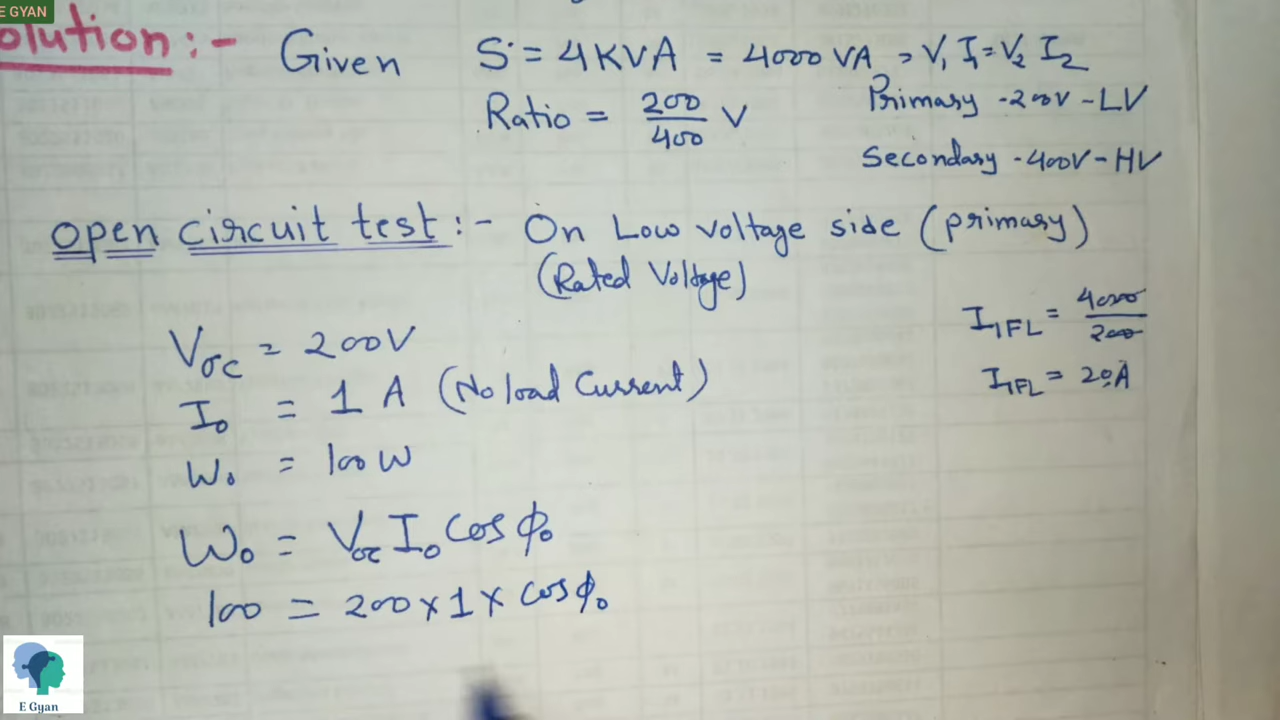 E GYAN
olution :- Given S = 4KVA = 4000 VA = V1 I1 = V2 I2
Ratio = 200/400 V
Primary - 200V - LV
Secondary - 400V - HV
open circuit test :- On Low voltage side (primary)
(Rated Voltage)
Voc = 200V
I0 = 1 A (No load Current)
W0 = 100W
W0 = Voc I0 Cos ϕ0
100 = 200 × 1 × cos ϕ0
I1FL = 4000/200
I1FL = 20A
E Gyan